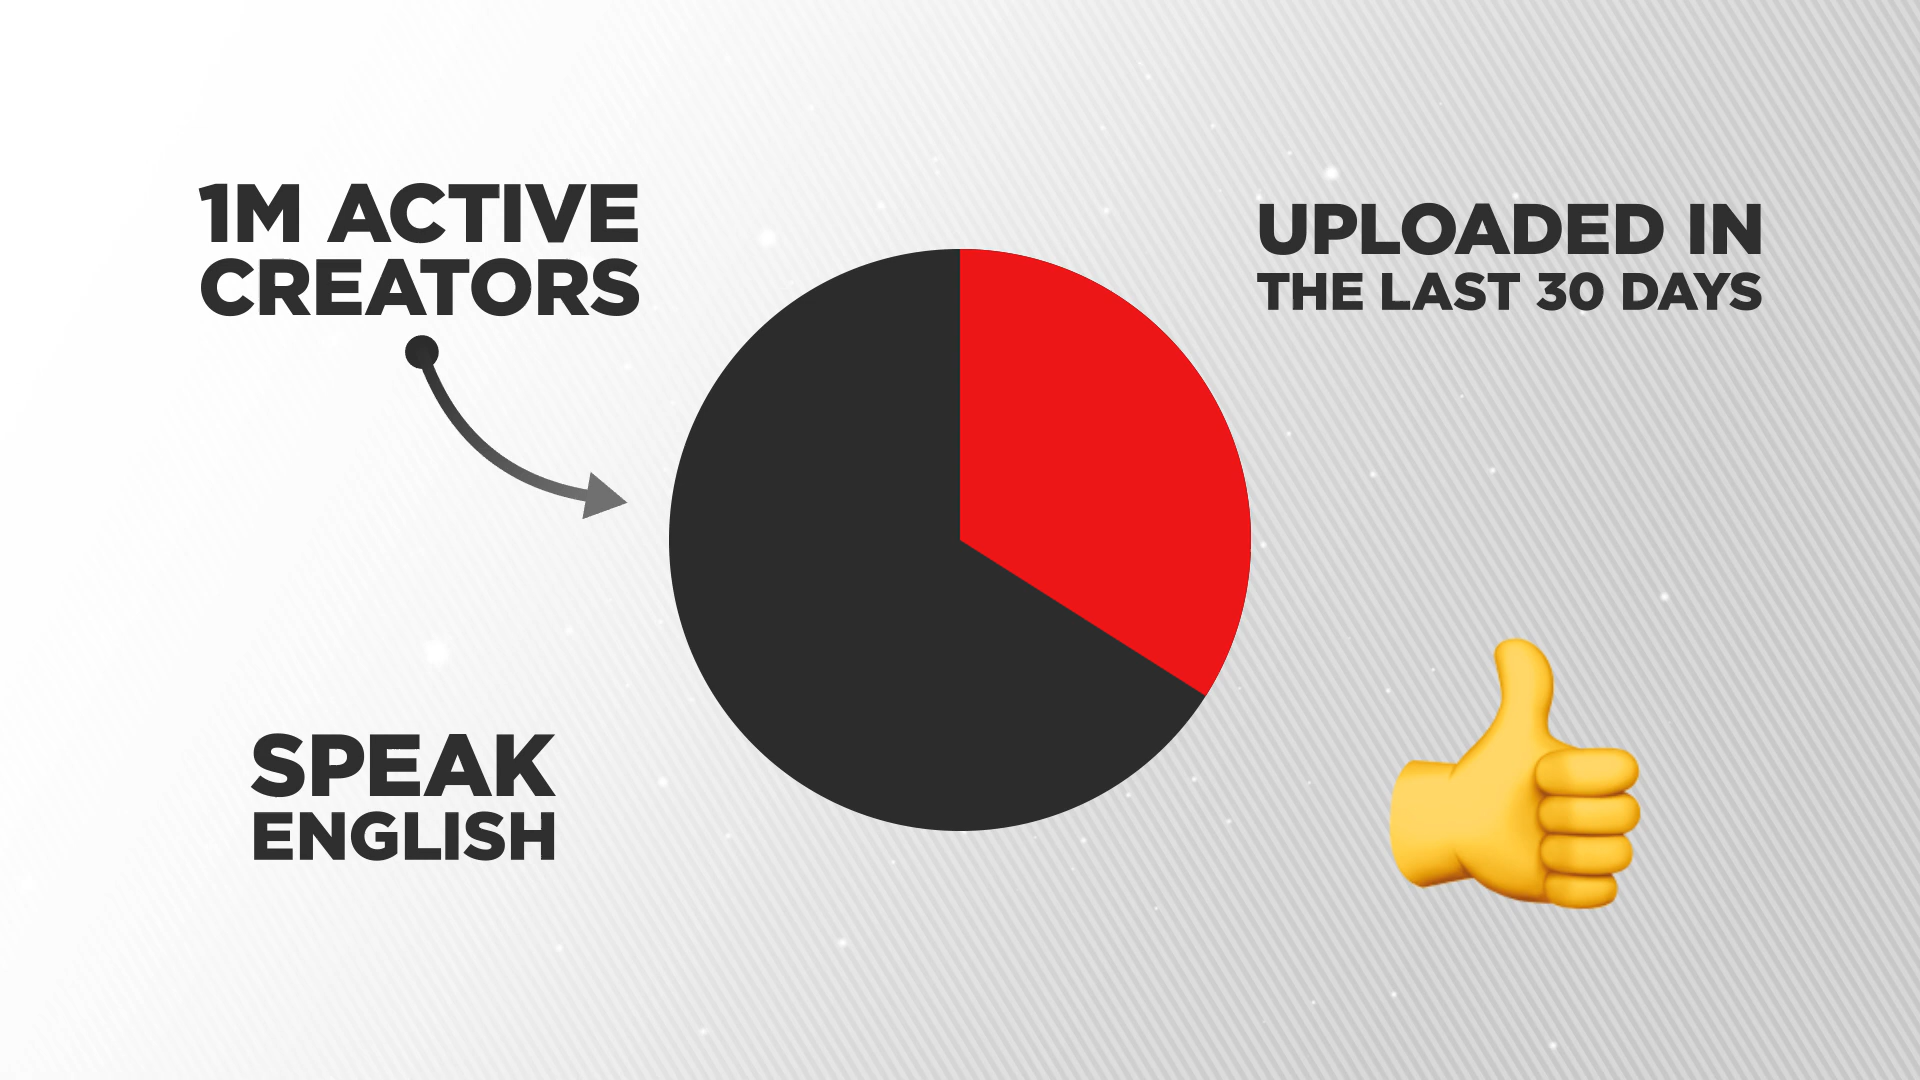 1M ACTIVE
CREATORS
UPLOADED IN
THE LAST 30 DAYS
SPEAK
ENGLISH